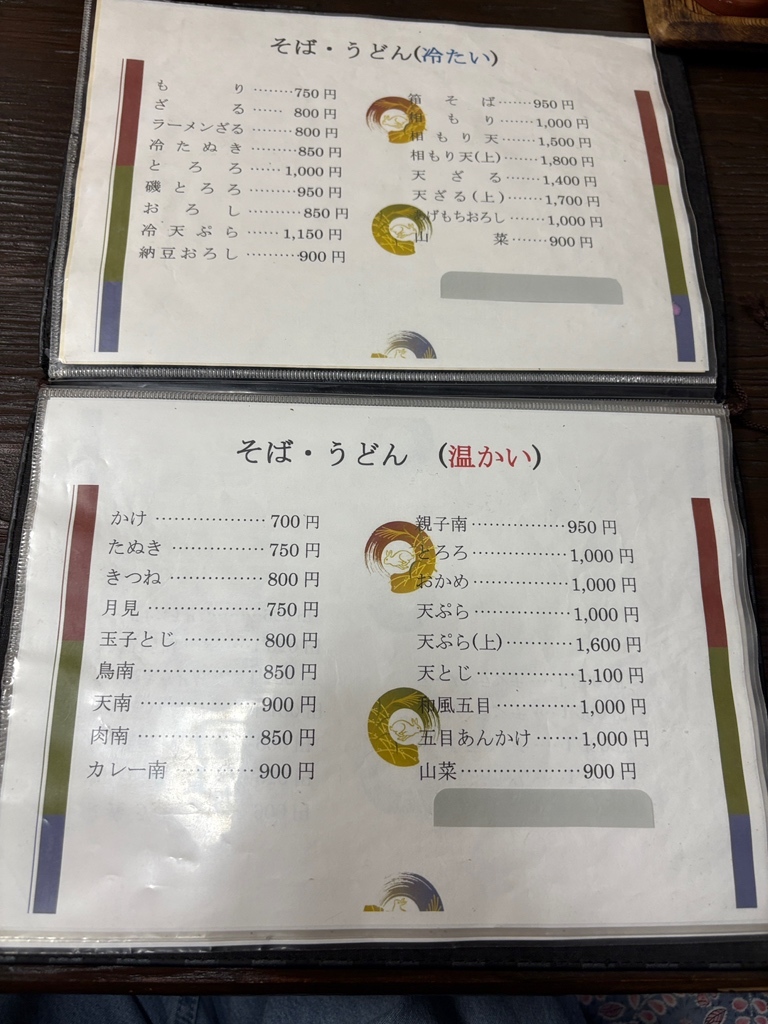 そば・うどん(冷たい)
もり………750円
ざる……800円
ラーメンざる………800円
冷たぬき………850円
とろろ……1,000円
磯とろろ………950円
おろし………850円
冷天ぷら……1,150円
納豆おろし………900円
そば……950円
相もり……1,000円
相もり天……1,500円
相もり天(上)……1,800円
天ざる……1,400円
天ざる(上)……1,700円
げもちおろし……1,000円
山菜……900円
そば・うどん (温かい)
かけ………………700円
たぬき………………750円
きつね………………800円
月見………………750円
玉子とじ…………800円
鳥南………………850円
天南………………900円
肉南………………850円
カレー南…………900円
親子南……………950円
とろろ……………1,000円
おかめ……………1,000円
天ぷら……………1,000円
天ぷら(上)………1,600円
天とじ……………1,100円
和風五目…………1,000円
五目あんかけ……1,000円
山菜………………900円